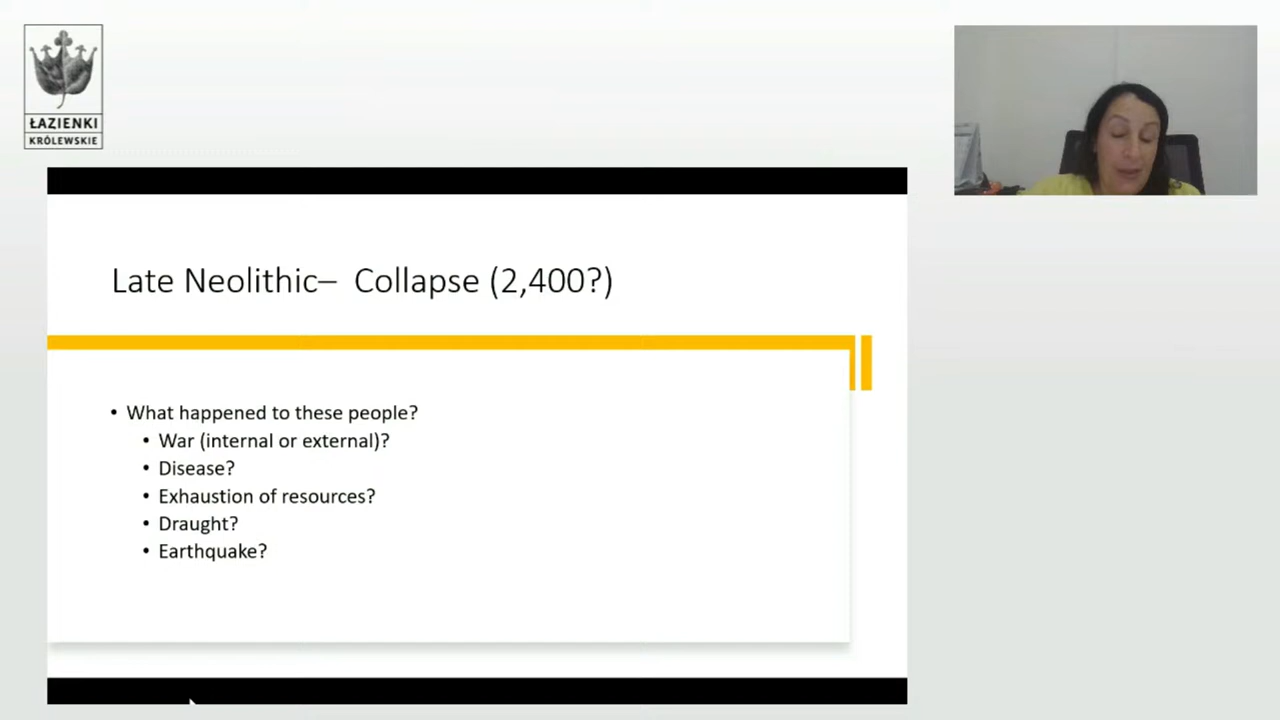 ŁAZIENKI
KRÓLEWSKIE
Late Neolithic– Collapse (2,400?)
• What happened to these people?
• War (internal or external)?
• Disease?
• Exhaustion of resources?
• Draught?
• Earthquake?